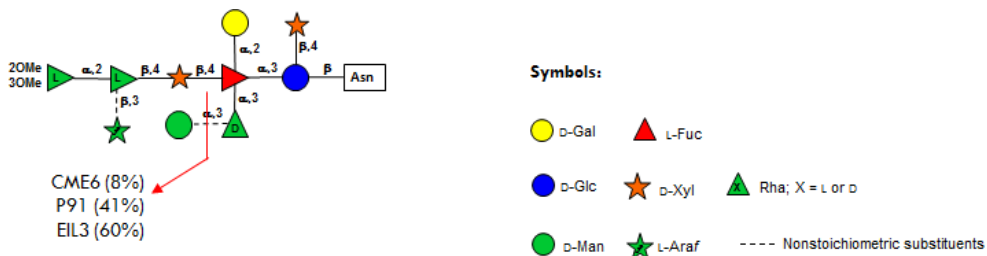 α,2
β,4
2OMe
3OMe
L
α,2
L
β,4
β,4
α,3
β
Asn
β,3
α,3
α,3
D
CME6 (8%)
P91 (41%)
EIL3 (60%)
Symbols:
D-Gal
L-Fuc
D-Glc
D-Xyl
X
Rha; X = L or D
D-Man
L-Araf
Nonstoichiometric substituents